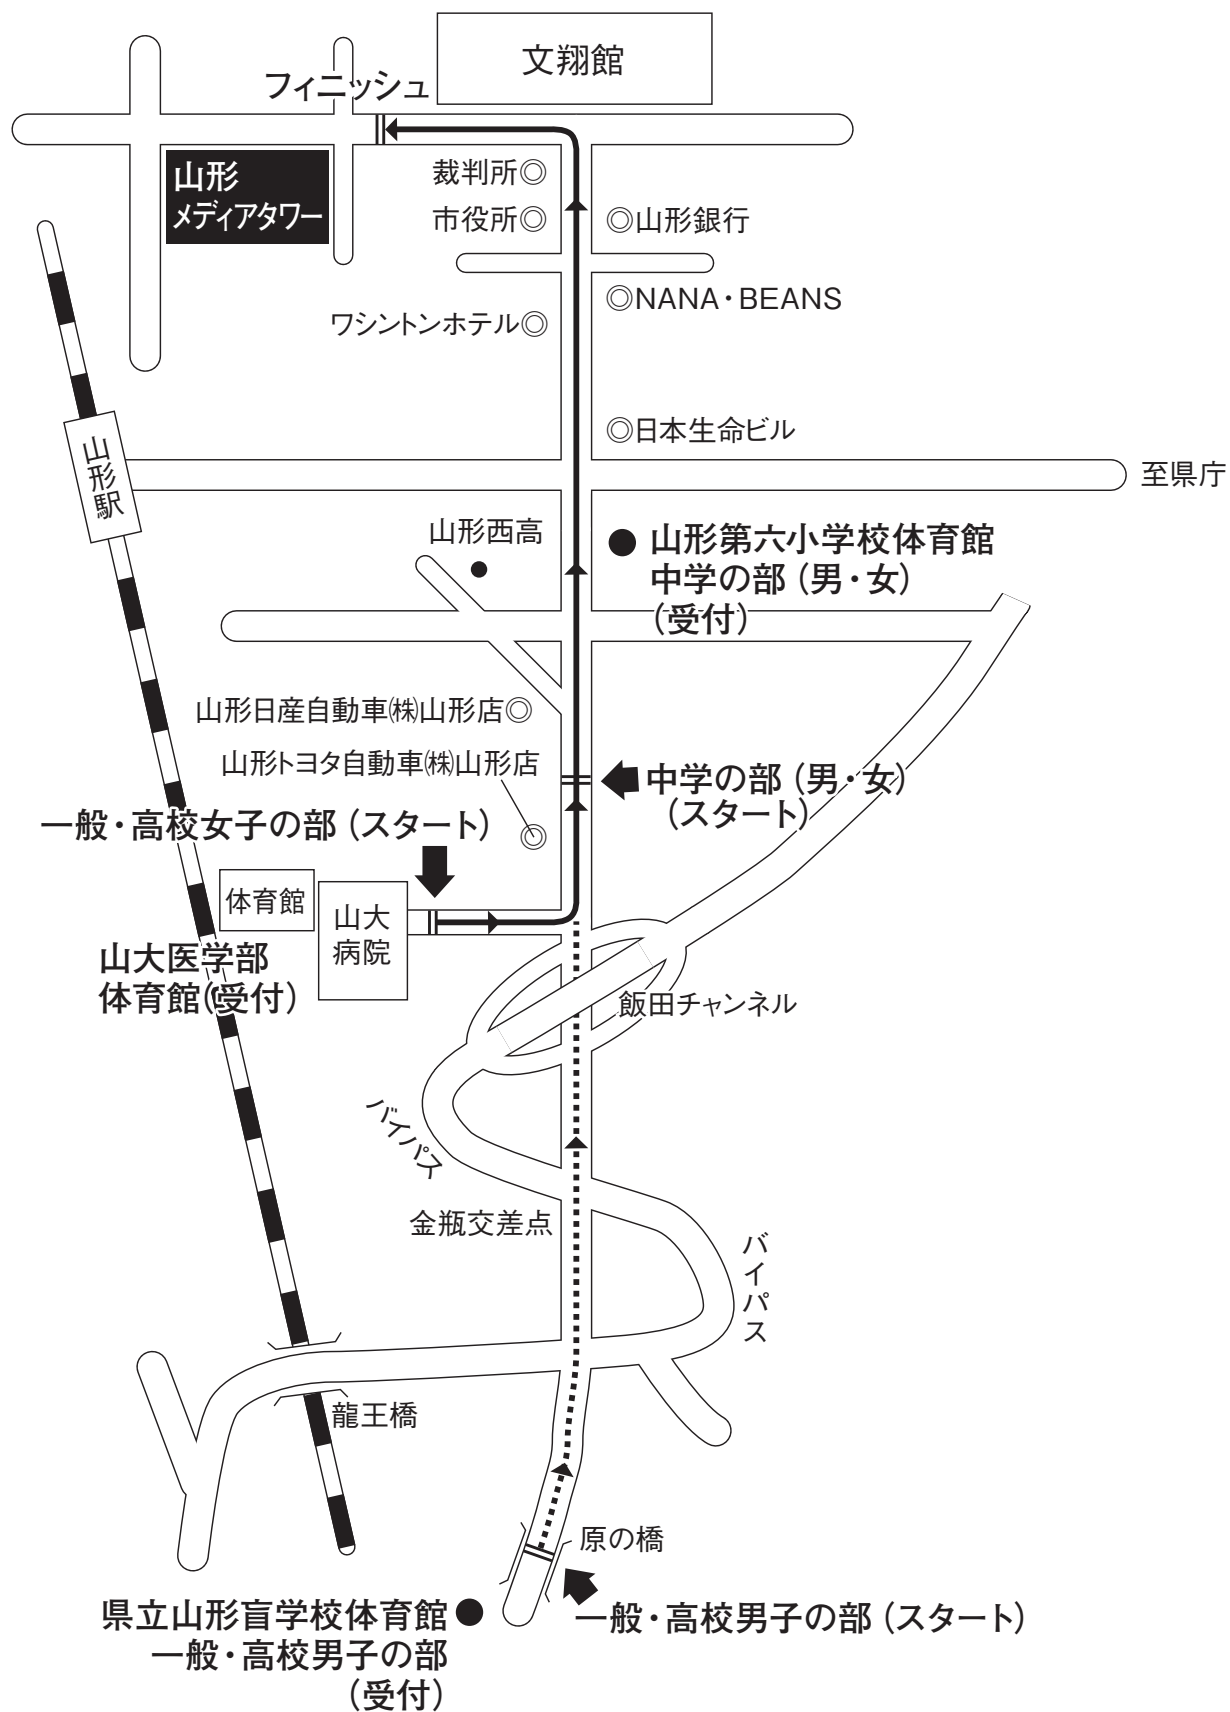 文翔館
フィニッシュ
山形
メディアタワー
裁判所◎
市役所◎
◎山形銀行
◎NANA・BEANS
ワシントンホテル◎
◎日本生命ビル
山形駅
至県庁
山形西高
● 山形第六小学校体育館
中学の部（男・女）
（受付）
山形日産自動車㈱山形店◎
山形トヨタ自動車㈱山形店
中学の部（男・女）
（スタート）
一般・高校女子の部（スタート）
体育館
山大
病院
山大医学部
体育館（受付）
飯田チャンネル
バイパス
金瓶交差点
バイパス
龍王橋
原の橋
県立山形盲学校体育館●
一般・高校男子の部
（受付）
一般・高校男子の部（スタート）